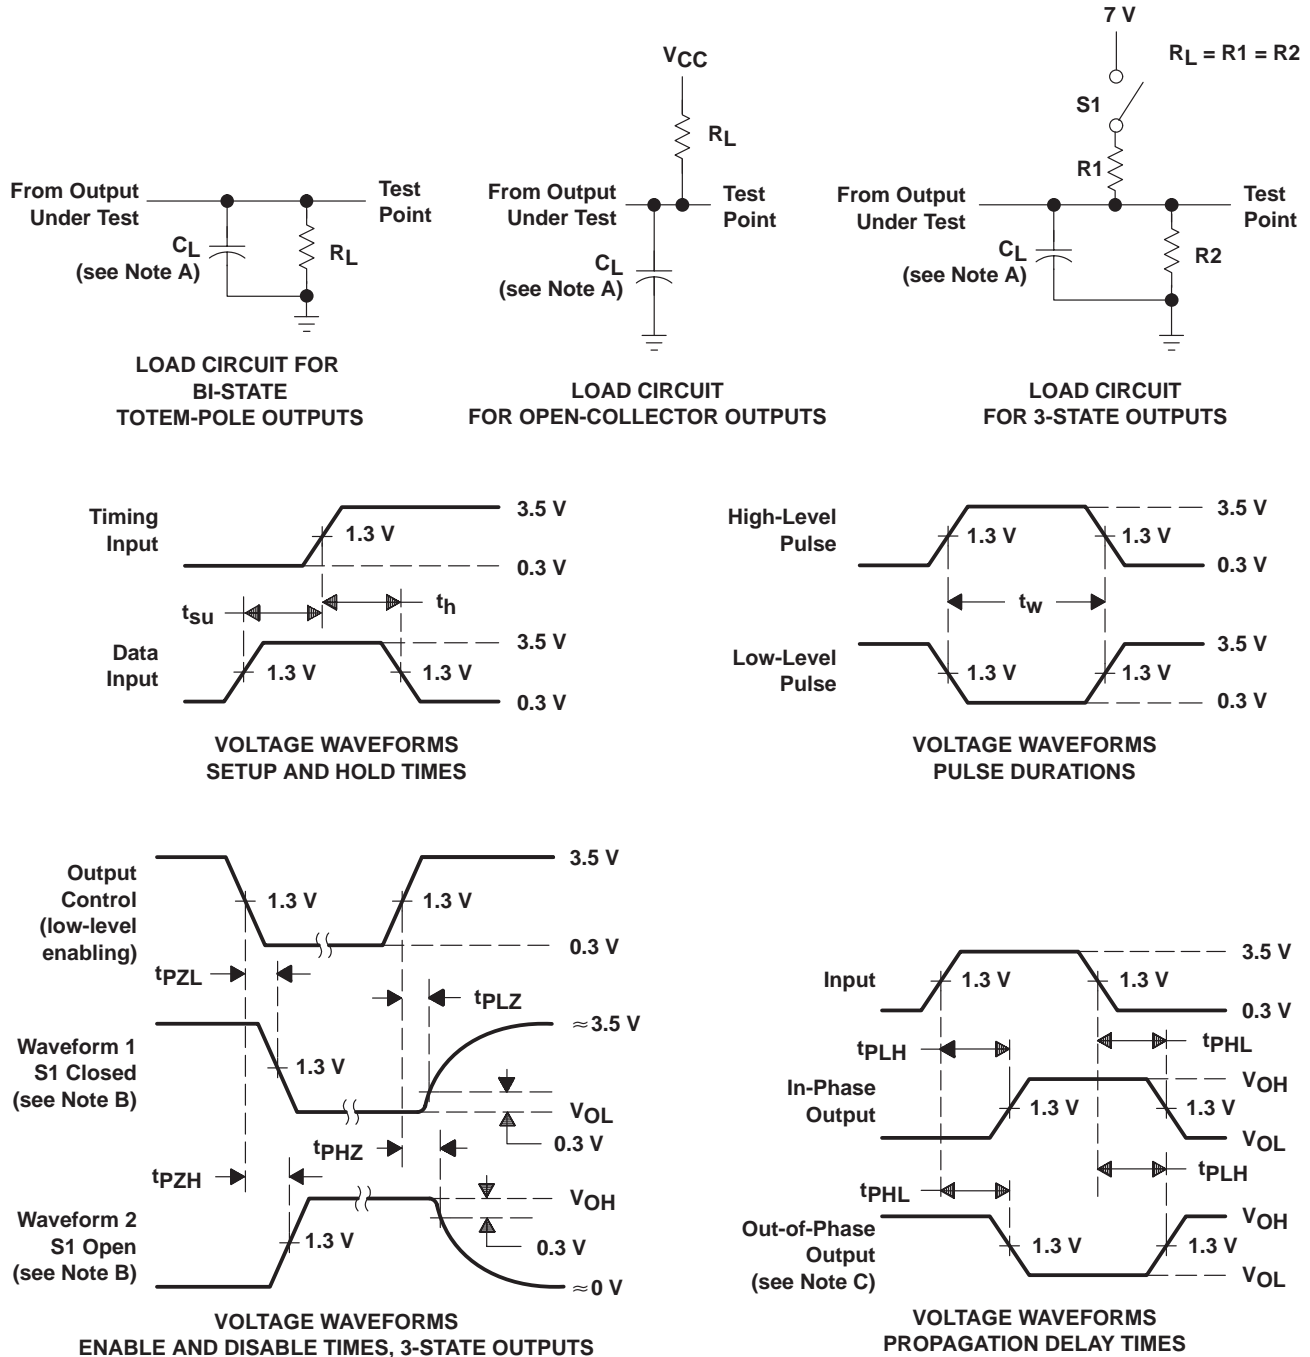 From Output
Under Test
Test
Point
CL
(see Note A)
RL
LOAD CIRCUIT FOR
BI-STATE
TOTEM-POLE OUTPUTS
VCC
RL
From Output
Under Test
Test
Point
CL
(see Note A)
LOAD CIRCUIT
FOR OPEN-COLLECTOR OUTPUTS
7 V
RL = R1 = R2
S1
R1
From Output
Under Test
Test
Point
CL
(see Note A)
R2
LOAD CIRCUIT
FOR 3-STATE OUTPUTS
Timing
Input
3.5 V
1.3 V
0.3 V
tsu
th
Data
Input
3.5 V
1.3 V
1.3 V
0.3 V
VOLTAGE WAVEFORMS
SETUP AND HOLD TIMES
High-Level
Pulse
3.5 V
1.3 V
1.3 V
0.3 V
tw
Low-Level
Pulse
3.5 V
1.3 V
1.3 V
0.3 V
VOLTAGE WAVEFORMS
PULSE DURATIONS
Output
Control
(low-level
enabling)
3.5 V
1.3 V
1.3 V
0.3 V
tPZL
tPLZ
Waveform 1
S1 Closed
(see Note B)
≈3.5 V
1.3 V
VOL
0.3 V
tPHZ
tPZH
Waveform 2
S1 Open
(see Note B)
VOH
1.3 V
0.3 V
≈0 V
VOLTAGE WAVEFORMS
ENABLE AND DISABLE TIMES, 3-STATE OUTPUTS
Input
3.5 V
1.3 V
1.3 V
0.3 V
tPLH
tPHL
In-Phase
Output
VOH
1.3 V
1.3 V
VOL
tPHL
tPLH
Out-of-Phase
Output
(see Note C)
VOH
1.3 V
1.3 V
VOL
VOLTAGE WAVEFORMS
PROPAGATION DELAY TIMES